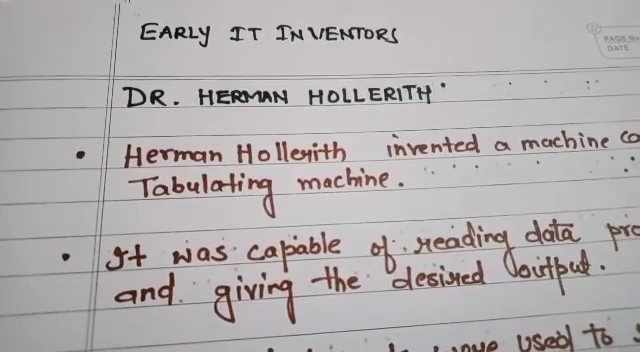 EARLY IT INVENTORS
PAGE
DATE
DR. HERMAN HOLLERITH
• Herman Hollerith invented a machine
Tabulating machine.
• It was capable of reading data
and giving the desired output.
used to